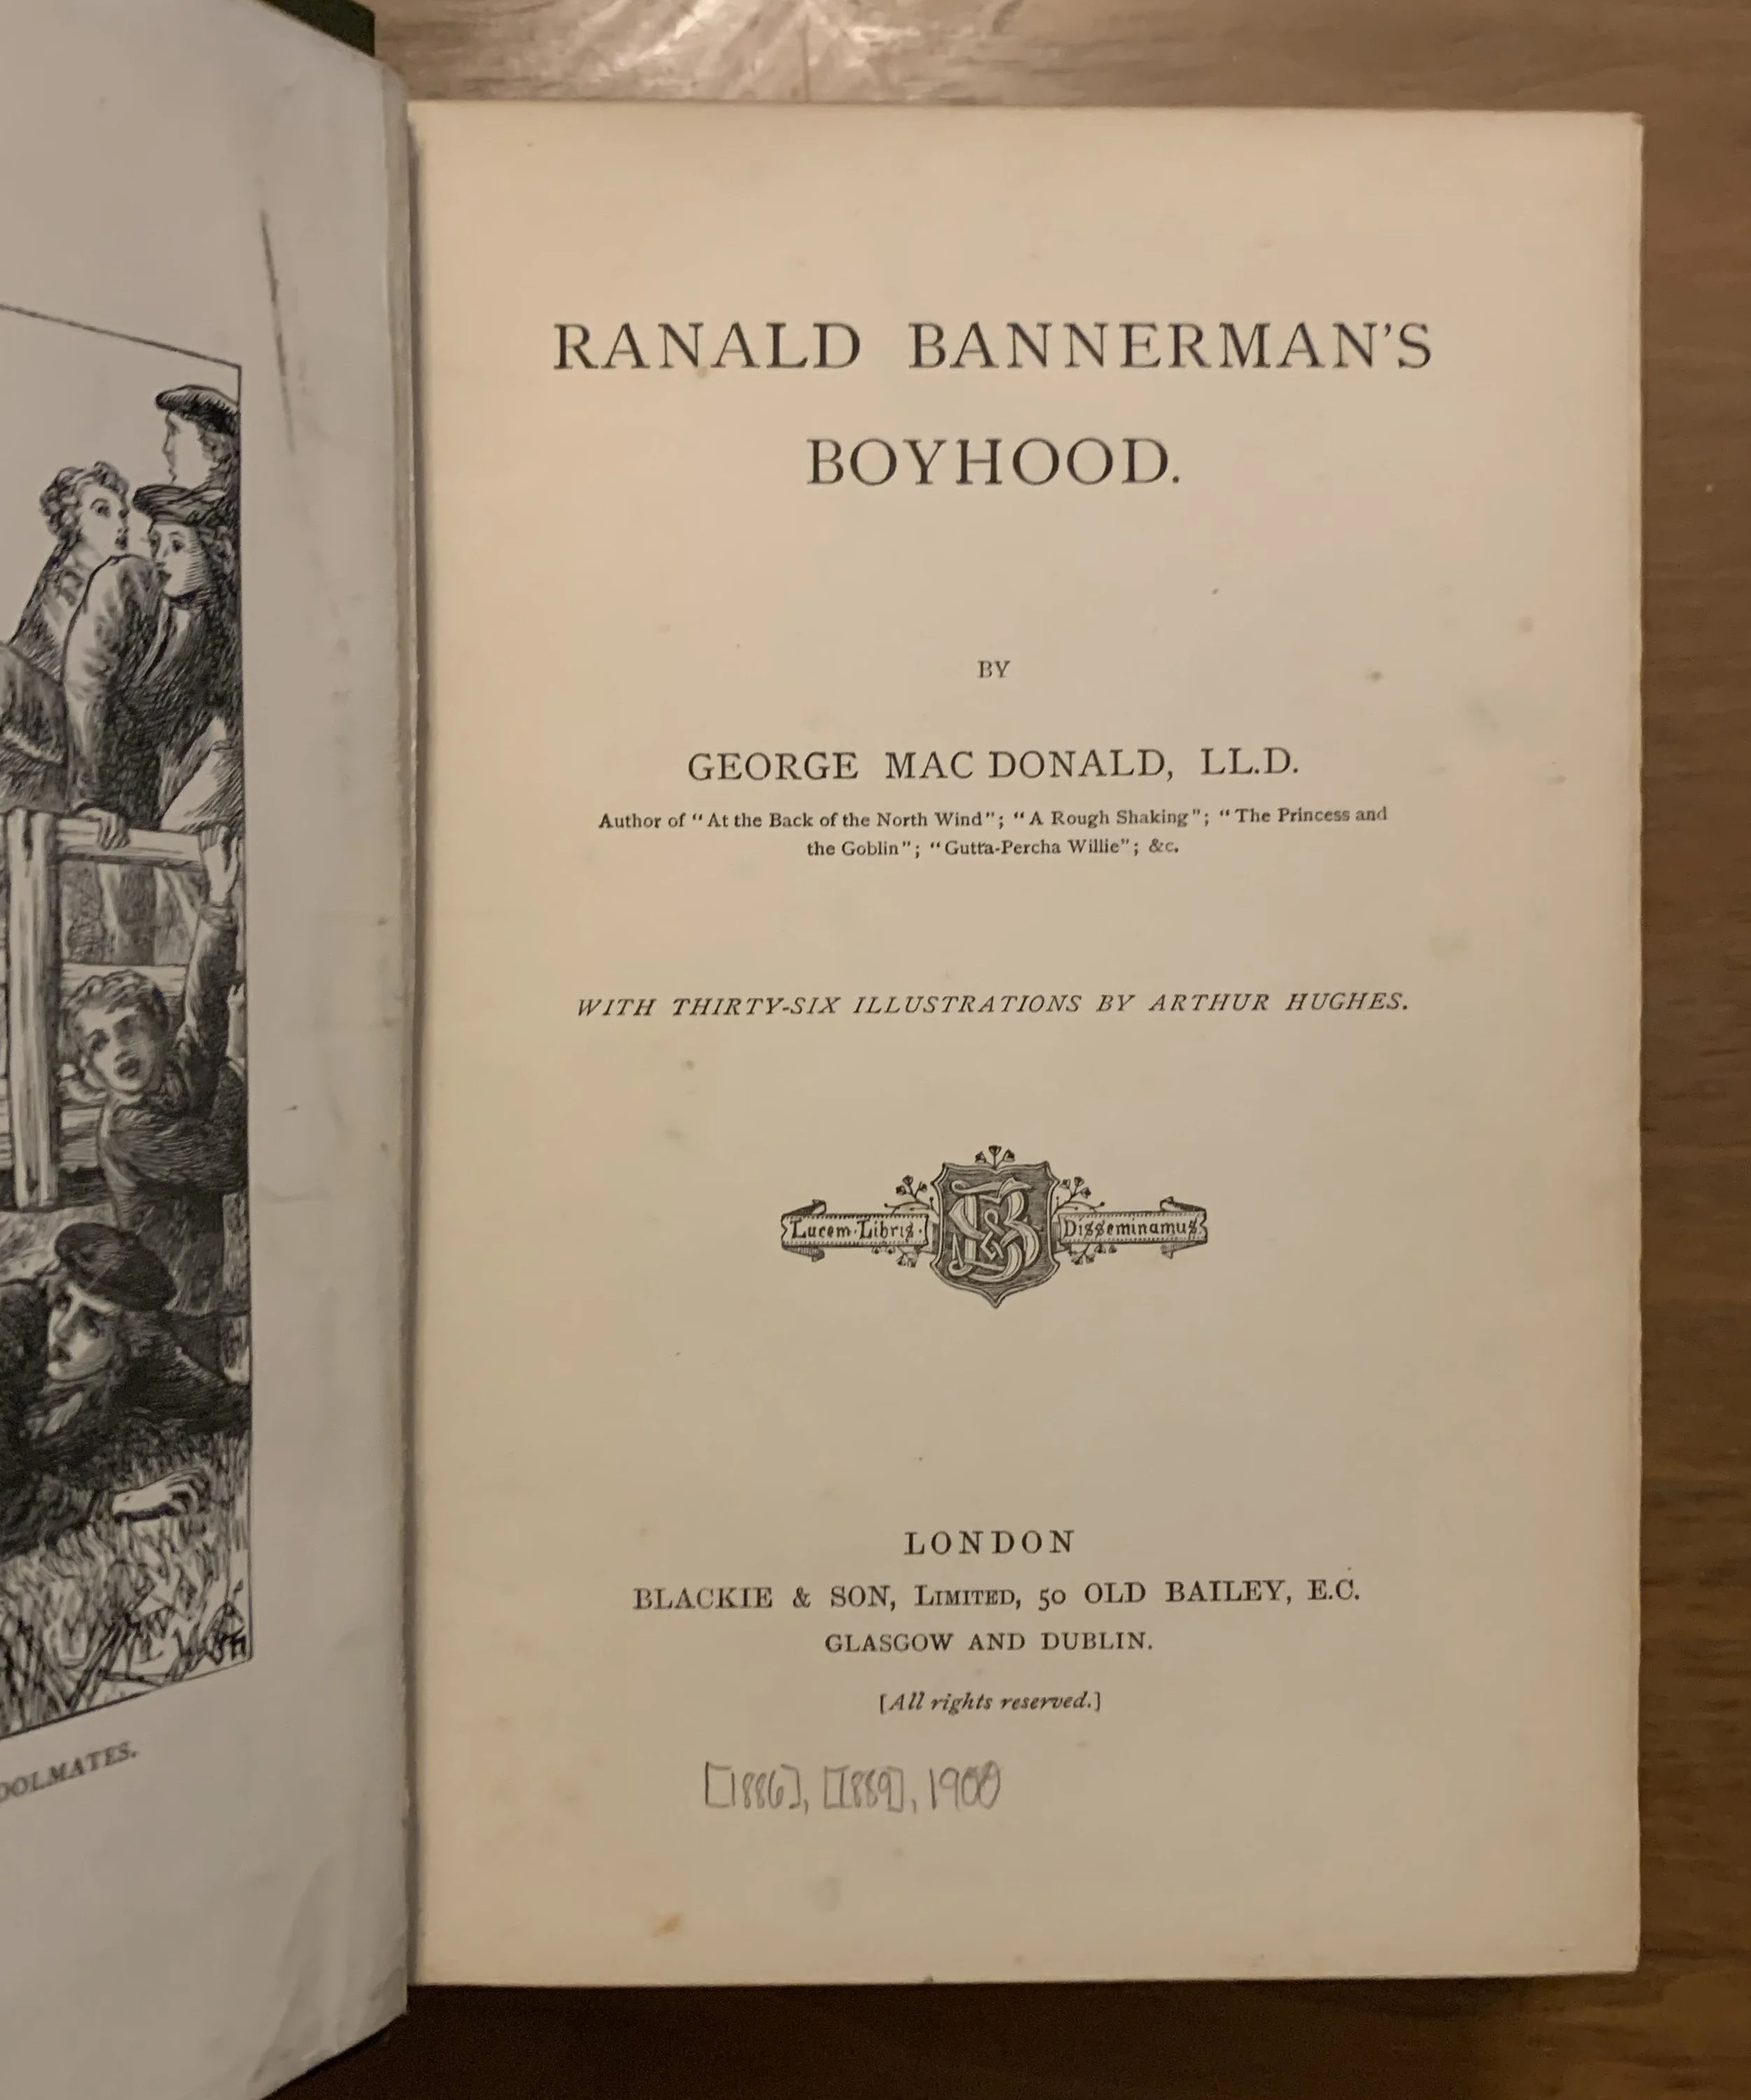 RANALD BANNERMAN'S
BOYHOOD.
BY
GEORGE MAC DONALD, LL.D.
Author of "At the Back of the North Wind"; "A Rough Shaking"; "The Princess and
the Goblin"; "Gutta-Percha Willie"; &c.
WITH THIRTY-SIX ILLUSTRATIONS BY ARTHUR HUGHES.
Lucem Libris Disseminamus
LONDON
BLACKIE & SON, LIMITED, 50 OLD BAILEY, E.C.
GLASGOW AND DUBLIN.
[All rights reserved.]
[1886], [1889], 1900
OOLMATES.